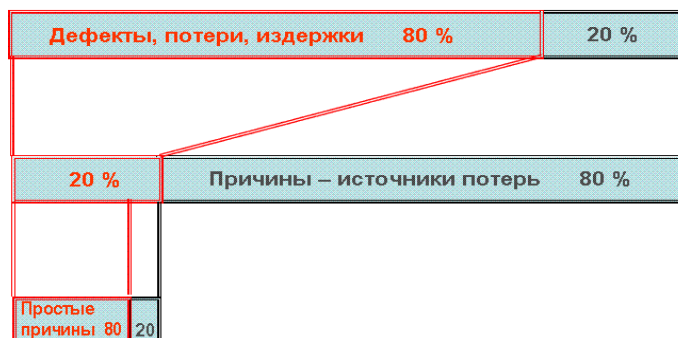 Дефекты, потери, издержки 80 % 20 %
20 % Причины – источники потерь 80 %
Простые
причины 80 20